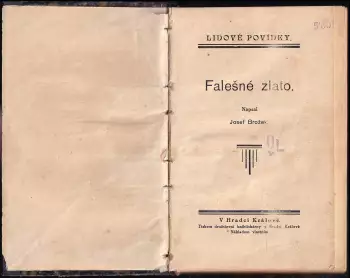 LIDOVÉ POVÍDKY.
Falešné zlato.
Napsal
Josef Brožek
V Hradci Králové.
Tiskem družstevní knihtiskárny v Hradci Králové
Nákladem vlastním